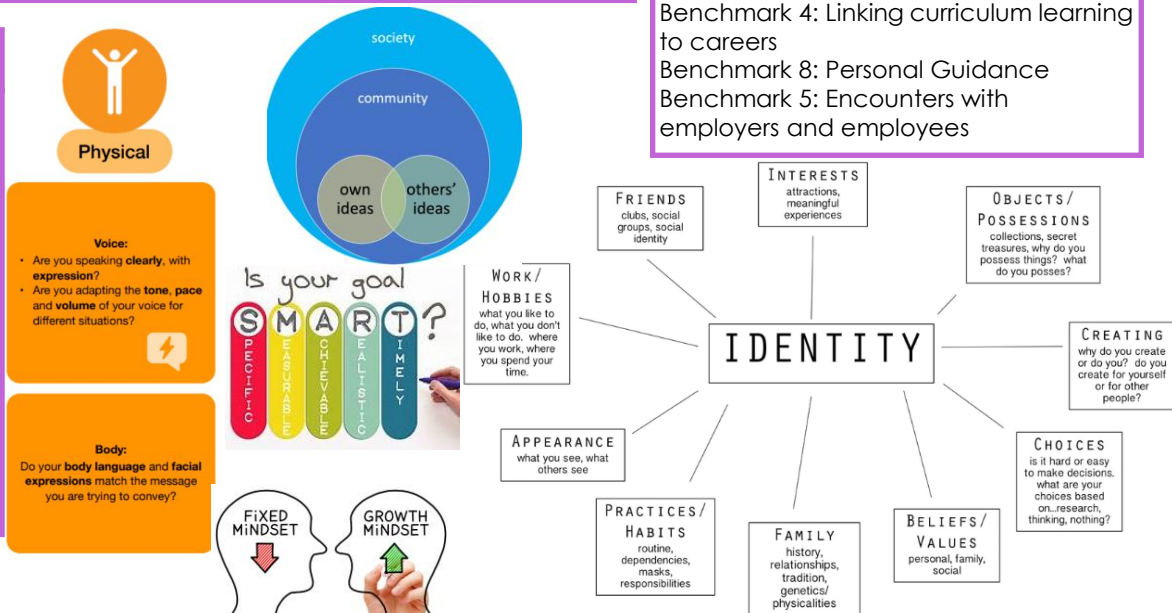 Benchmark 4: Linking curriculum learning
to careers
Benchmark 8: Personal Guidance
Benchmark 5: Encounters with
employers and employees
Physical
Voice:
• Are you speaking clearly, with
expression?
• Are you adapting the tone, pace
and volume of your voice for
different situations?
Body:
Do your body language and facial
expressions match the message
you are trying to convey?
society
community
own
ideas
others'
ideas
Is your goal
SMART?
SPECIFIC
MEASURABLE
ACHIEVABLE
REALISTIC
TIMELY
FiXED
MiNDSET
GROWTH
MiNDSET
IDENTITY
INTERESTS
attractions,
meaningful
experiences
FRIENDS
clubs, social
groups, social
identity
OBJECTS/
POSSESSIONS
collections, secret
treasures, why do you
possess things? what
do you posses?
WORK/
HOBBIES
what you like to
do, what you don't
like to do. where
you work, where
you spend your
time.
CREATING
why do you create
or do you? do you
create for yourself
or for other
people?
APPEARANCE
what you see, what
others see
CHOICES
is it hard or easy
to make decisions.
what are your
choices based
on...research,
thinking, nothing?
PRACTICES/
HABITS
routine,
dependencies,
masks,
responsibilities
FAMILY
history,
relationships,
tradition,
genetics/
physicalities
BELIEFS/
VALUES
personal, family,
social